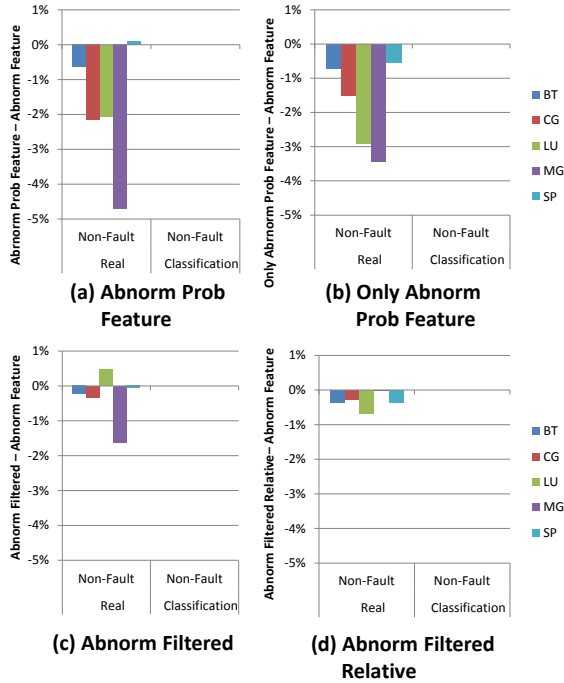 Abnorm Prob Feature – Abnorm Feature
1%
0%
-1%
-2%
-3%
-4%
-5%
Non-Fault
Non-Fault
Real
Classification
(a) Abnorm Prob
Feature
Only Abnorm Prob Feature – Abnorm Feature
1%
0%
-1%
-2%
-3%
-4%
-5%
Non-Fault
Non-Fault
Real
Classification
(b) Only Abnorm
Prob Feature
BT
CG
LU
MG
SP
Abnorm Filtered – Abnorm Feature
1%
0%
-1%
-2%
-3%
-4%
-5%
Non-Fault
Non-Fault
Real
Classification
(c) Abnorm Filtered
Abnorm Filtered Relative– Abnorm Feature
1%
0%
-1%
-2%
-3%
-4%
-5%
Non-Fault
Non-Fault
Real
Classification
(d) Abnorm Filtered
Relative
BT
CG
LU
MG
SP